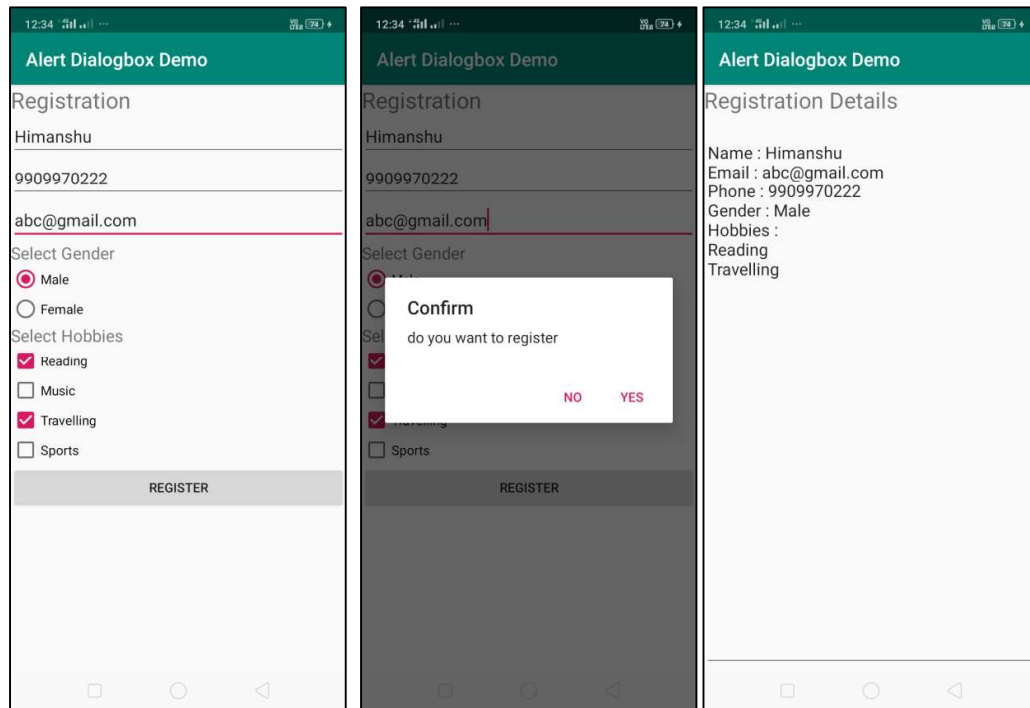 12:34
74
Alert Dialogbox Demo
Registration
Himanshu
9909970222
abc@gmail.com
Select Gender
Male
Female
Select Hobbies
Reading
Music
Travelling
Sports
REGISTER
12:34
74
Alert Dialogbox Demo
Registration
Himanshu
9909970222
abc@gmail.com
Select Gender
Confirm
do you want to register
NO YES
Sports
REGISTER
12:34
74
Alert Dialogbox Demo
Registration Details
Name : Himanshu
Email : abc@gmail.com
Phone : 9909970222
Gender : Male
Hobbies :
Reading
Travelling